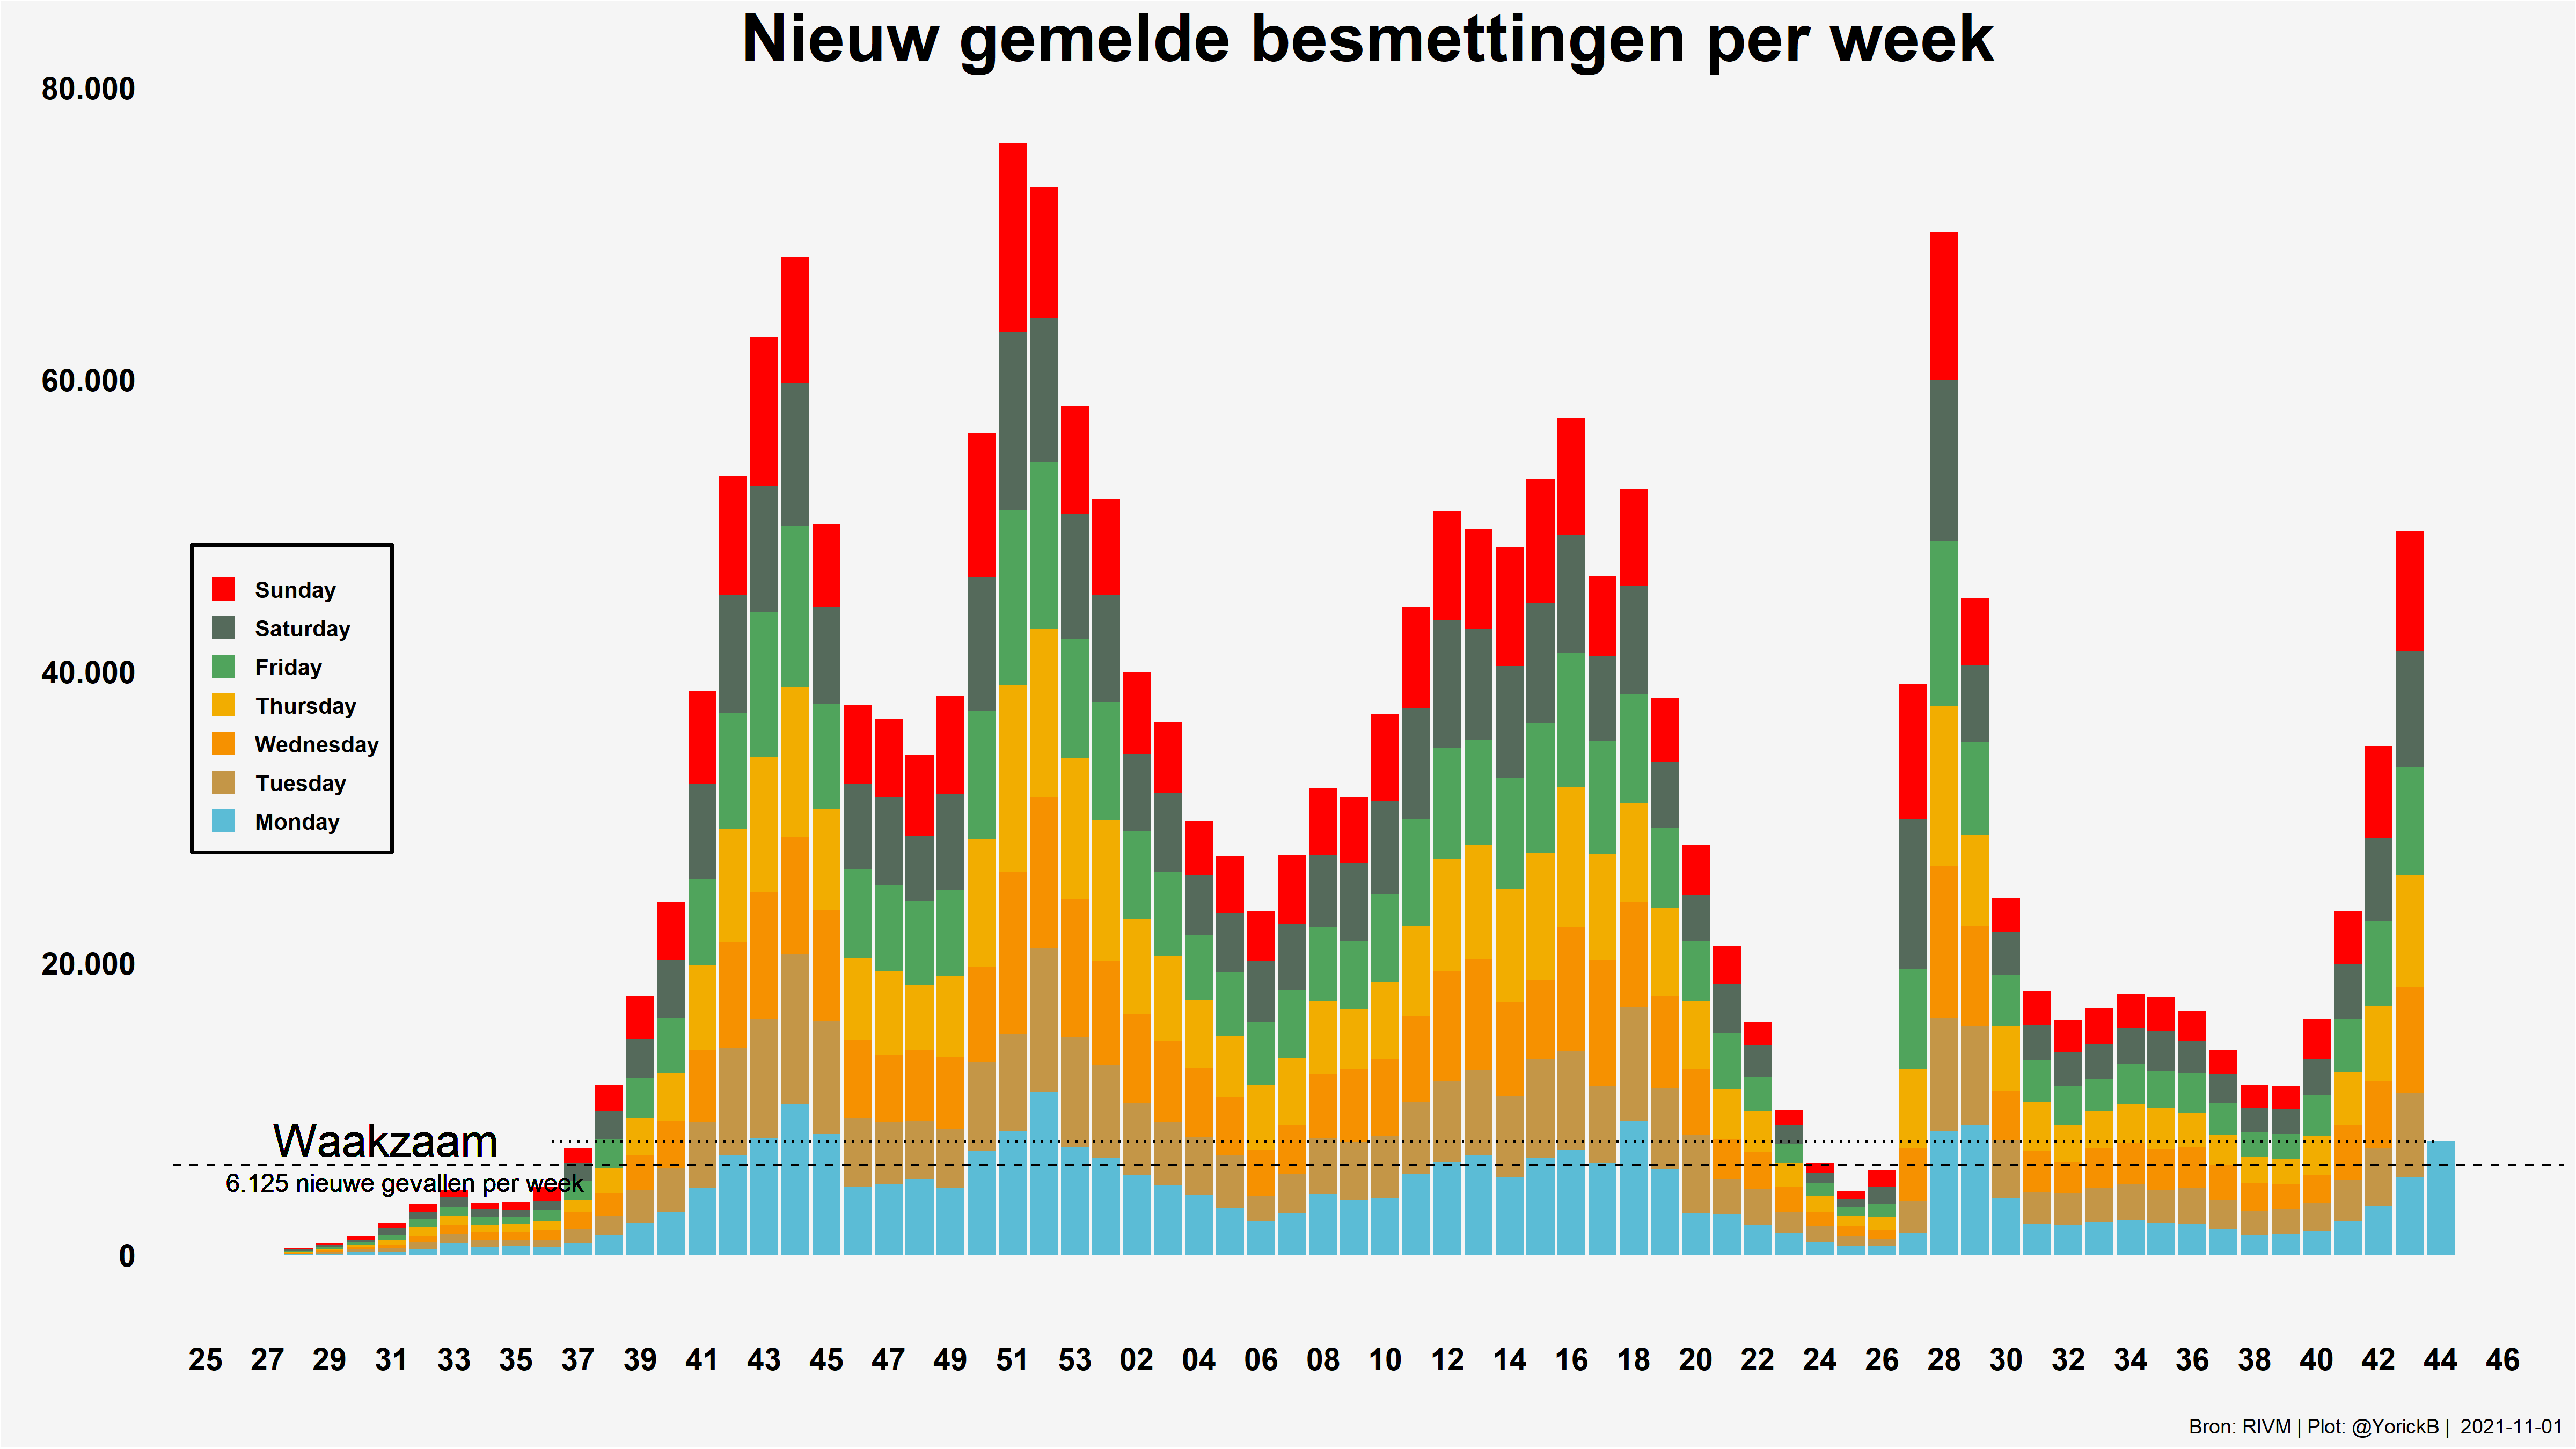 Nieuw gemelde besmettingen per week
80.000
60.000
40.000
20.000
0
Sunday
Saturday
Friday
Thursday
Wednesday
Tuesday
Monday
Waakzaam
6.125 nieuwe gevallen per week
25 27 29 31 33 35 37 39 41 43 45 47 49 51 53 02 04 06 08 10 12 14 16 18 20 22 24 26 28 30 32 34 36 38 40 42 44 46
Bron: RIVM | Plot: @YorickB | 2021-11-01